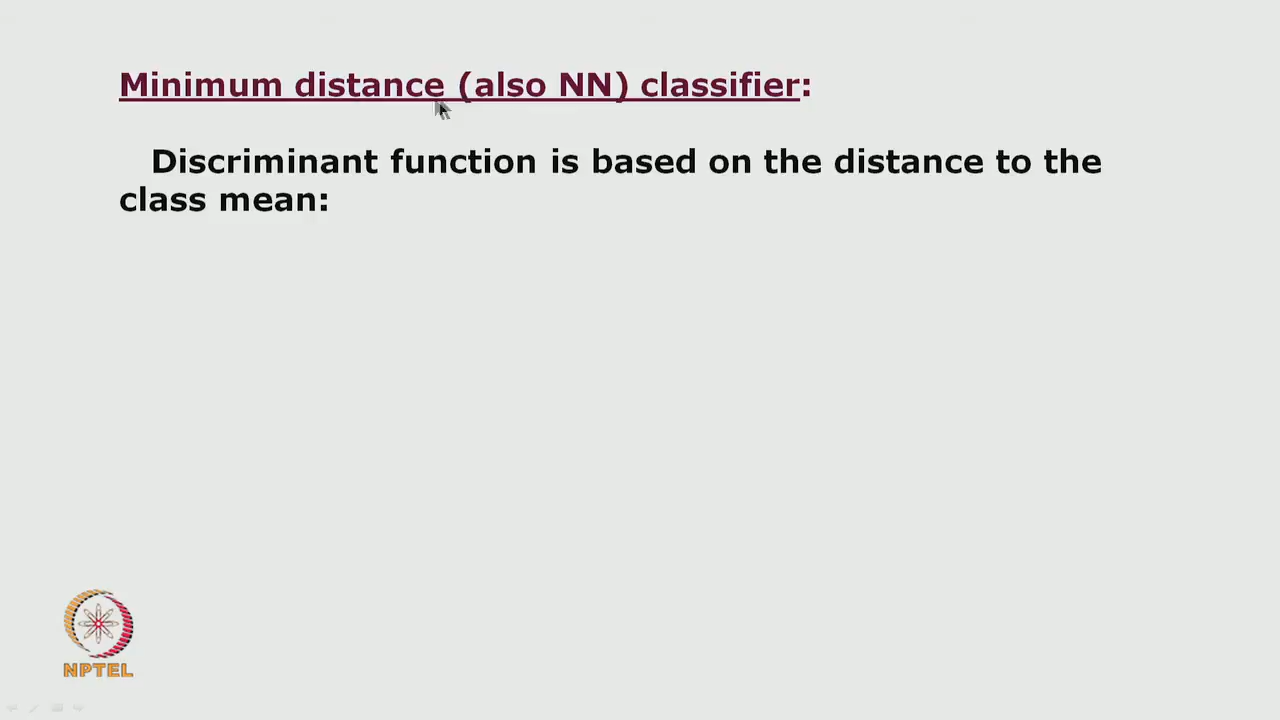 Minimum distance (also NN) classifier:
Discriminant function is based on the distance to the
class mean:
NPTEL